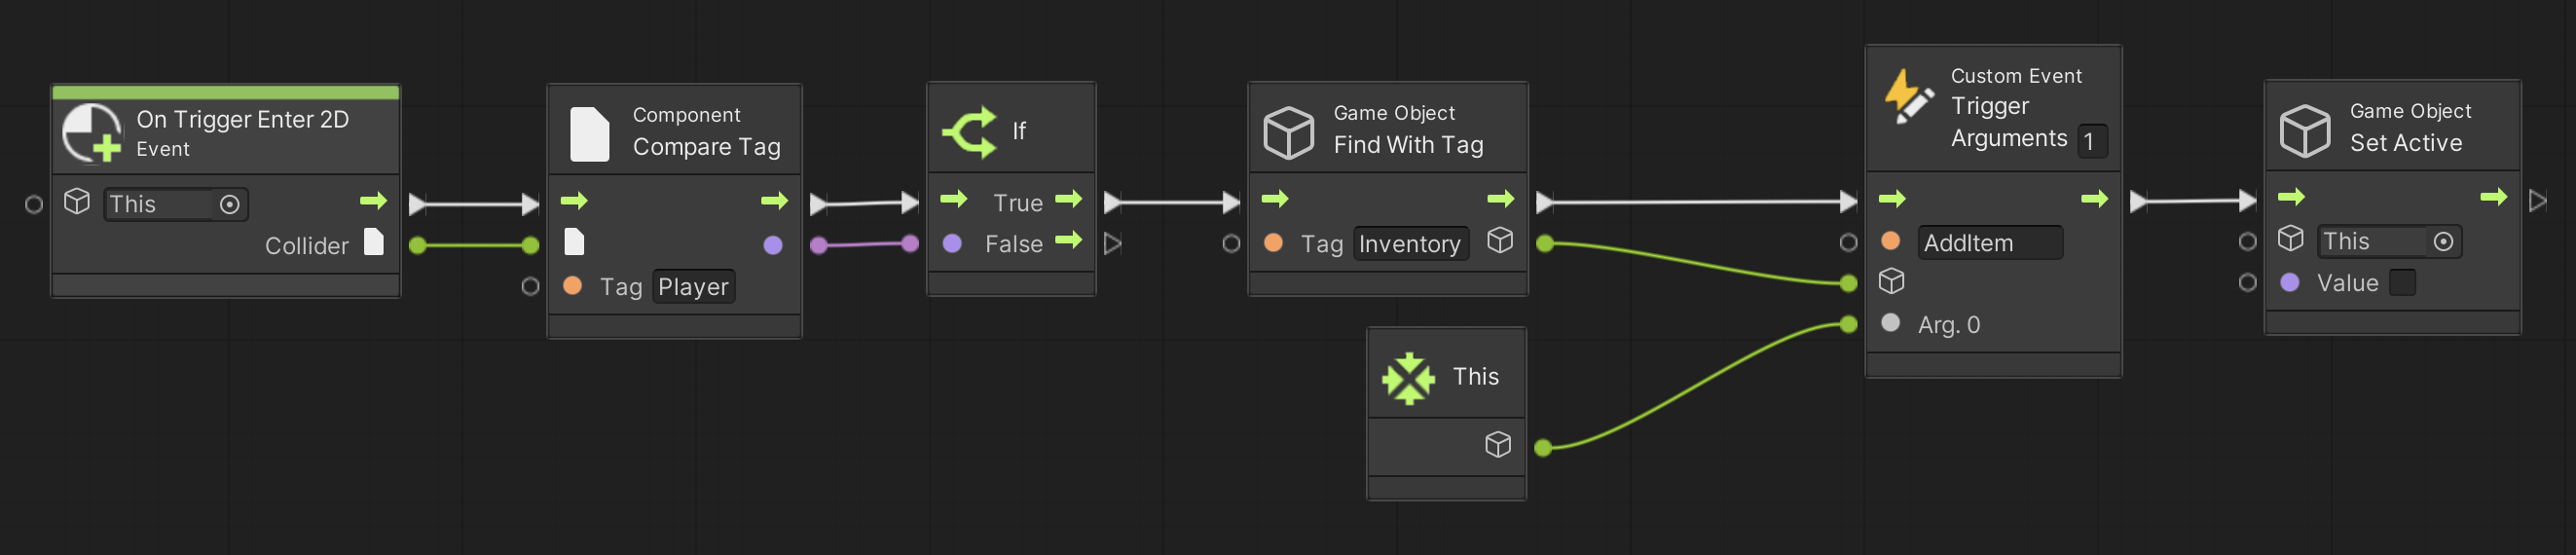 On Trigger Enter 2D
Event
This
Collider
Component
Compare Tag
Tag Player
If
True
False
Game Object
Find With Tag
Tag Inventory
This
Custom Event
Trigger
Arguments 1
AddItem
Arg. 0
Game Object
Set Active
This
Value